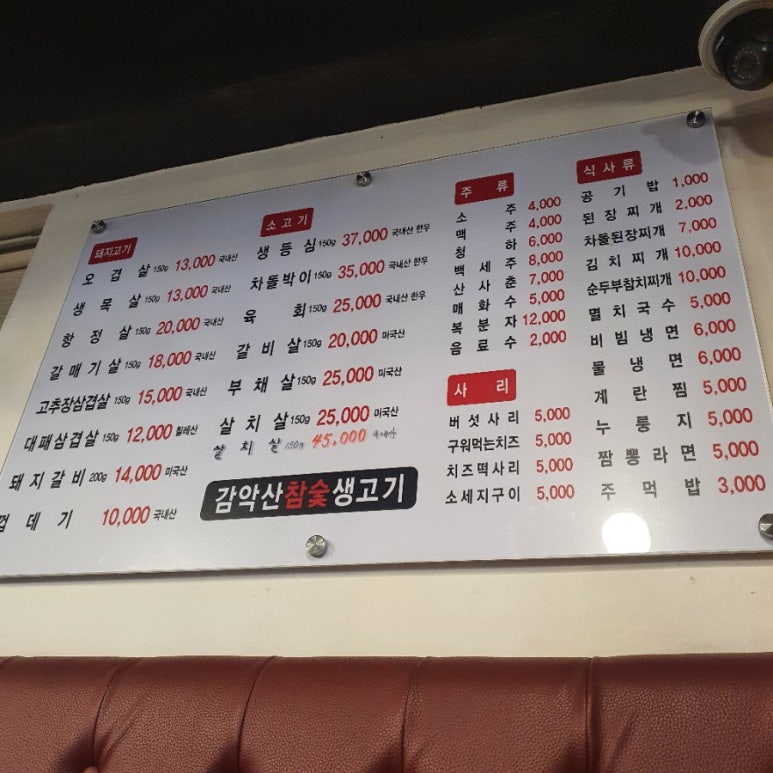 돼지고기
오겹살 150g 13,000 국내산
생목살 150g 13,000 국내산
항정살 150g 20,000 국내산
갈매기살 150g 18,000 국내산
고추장삼겹살 150g 15,000 국내산
대패삼겹살 150g 12,000 칠레산
돼지갈비 200g 14,000 미국산
껍데기 10,000 국내산
소고기
생등심 150g 37,000 국내산 한우
차돌박이 150g 35,000 국내산 한우
육회 150g 25,000 국내산 한우
갈비살 150g 20,000 미국산
부채살 150g 25,000 미국산
살치살 150g 25,000 미국산
살치살 150g 45,000 국내산
감악산참숯생고기
주류
소주 4,000
맥주 4,000
청하 6,000
백세주 8,000
산사춘 7,000
매화수 5,000
복분자 12,000
음료수 2,000
사리
버섯사리 5,000
구워먹는치즈 5,000
치즈떡사리 5,000
소세지구이 5,000
식사류
공기밥 1,000
된장찌개 2,000
차돌된장찌개 7,000
김치찌개 10,000
순두부참치찌개 10,000
멸치국수 5,000
비빔냉면 6,000
물냉면 6,000
계란찜 5,000
누룽지 5,000
짬뽕라면 5,000
주먹밥 3,000